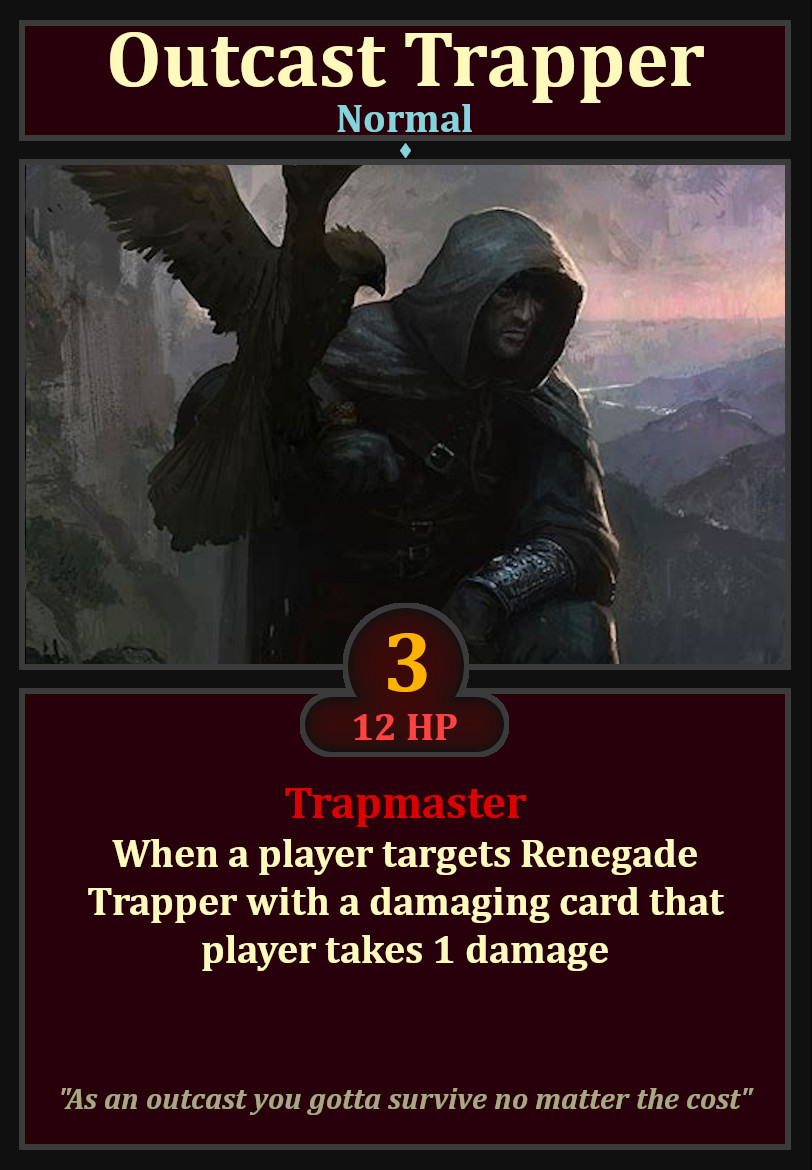 Outcast Trapper
Normal
3
12 HP
Trapmaster
When a player targets Renegade
Trapper with a damaging card that
player takes 1 damage
"As an outcast you gotta survive no matter the cost"